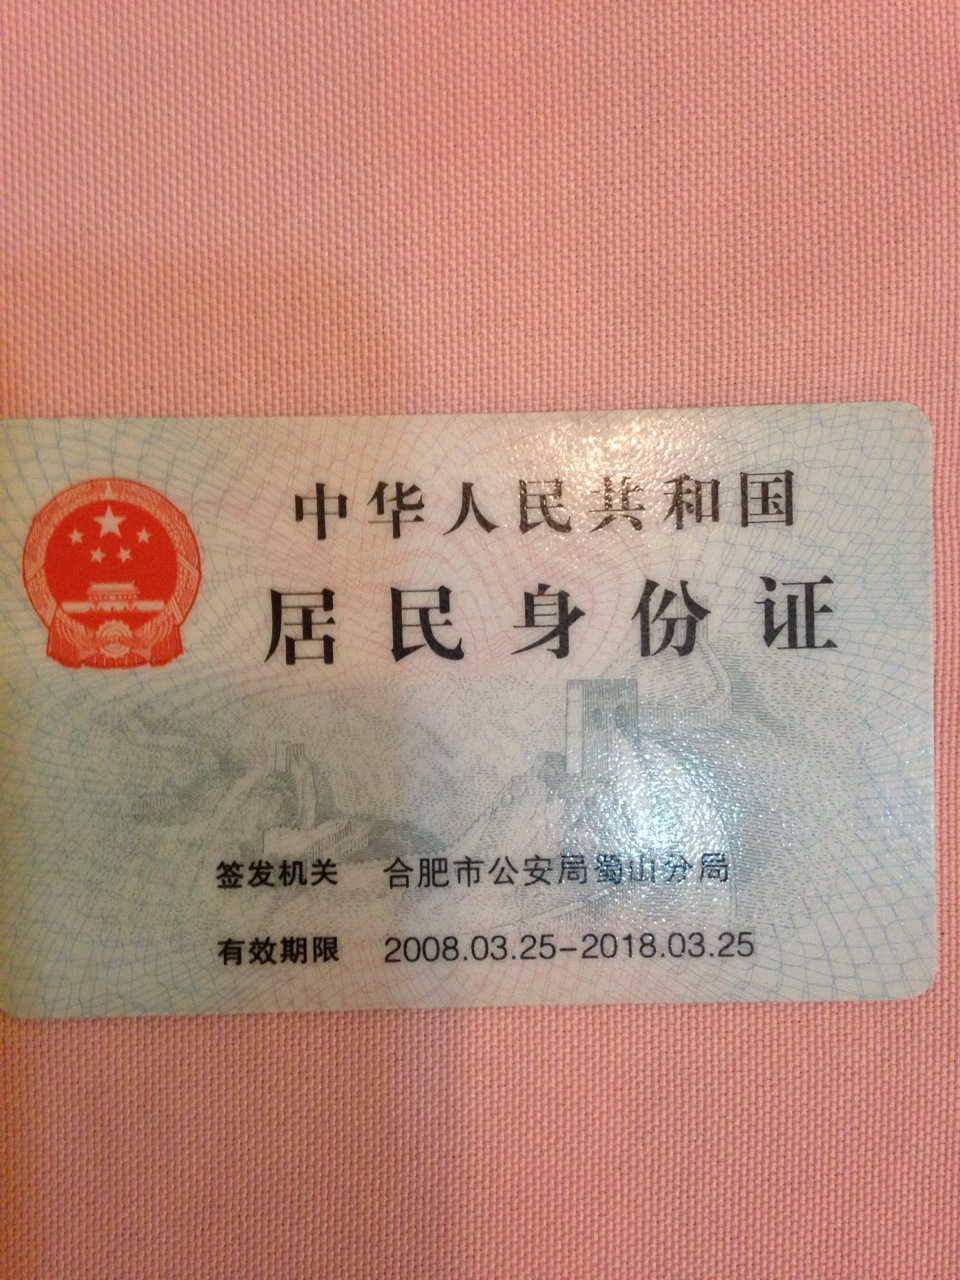 中华人民共和国
居民身份证
签发机关 合肥市公安局蜀山分局
有效期限 2008.03.25-2018.03.25